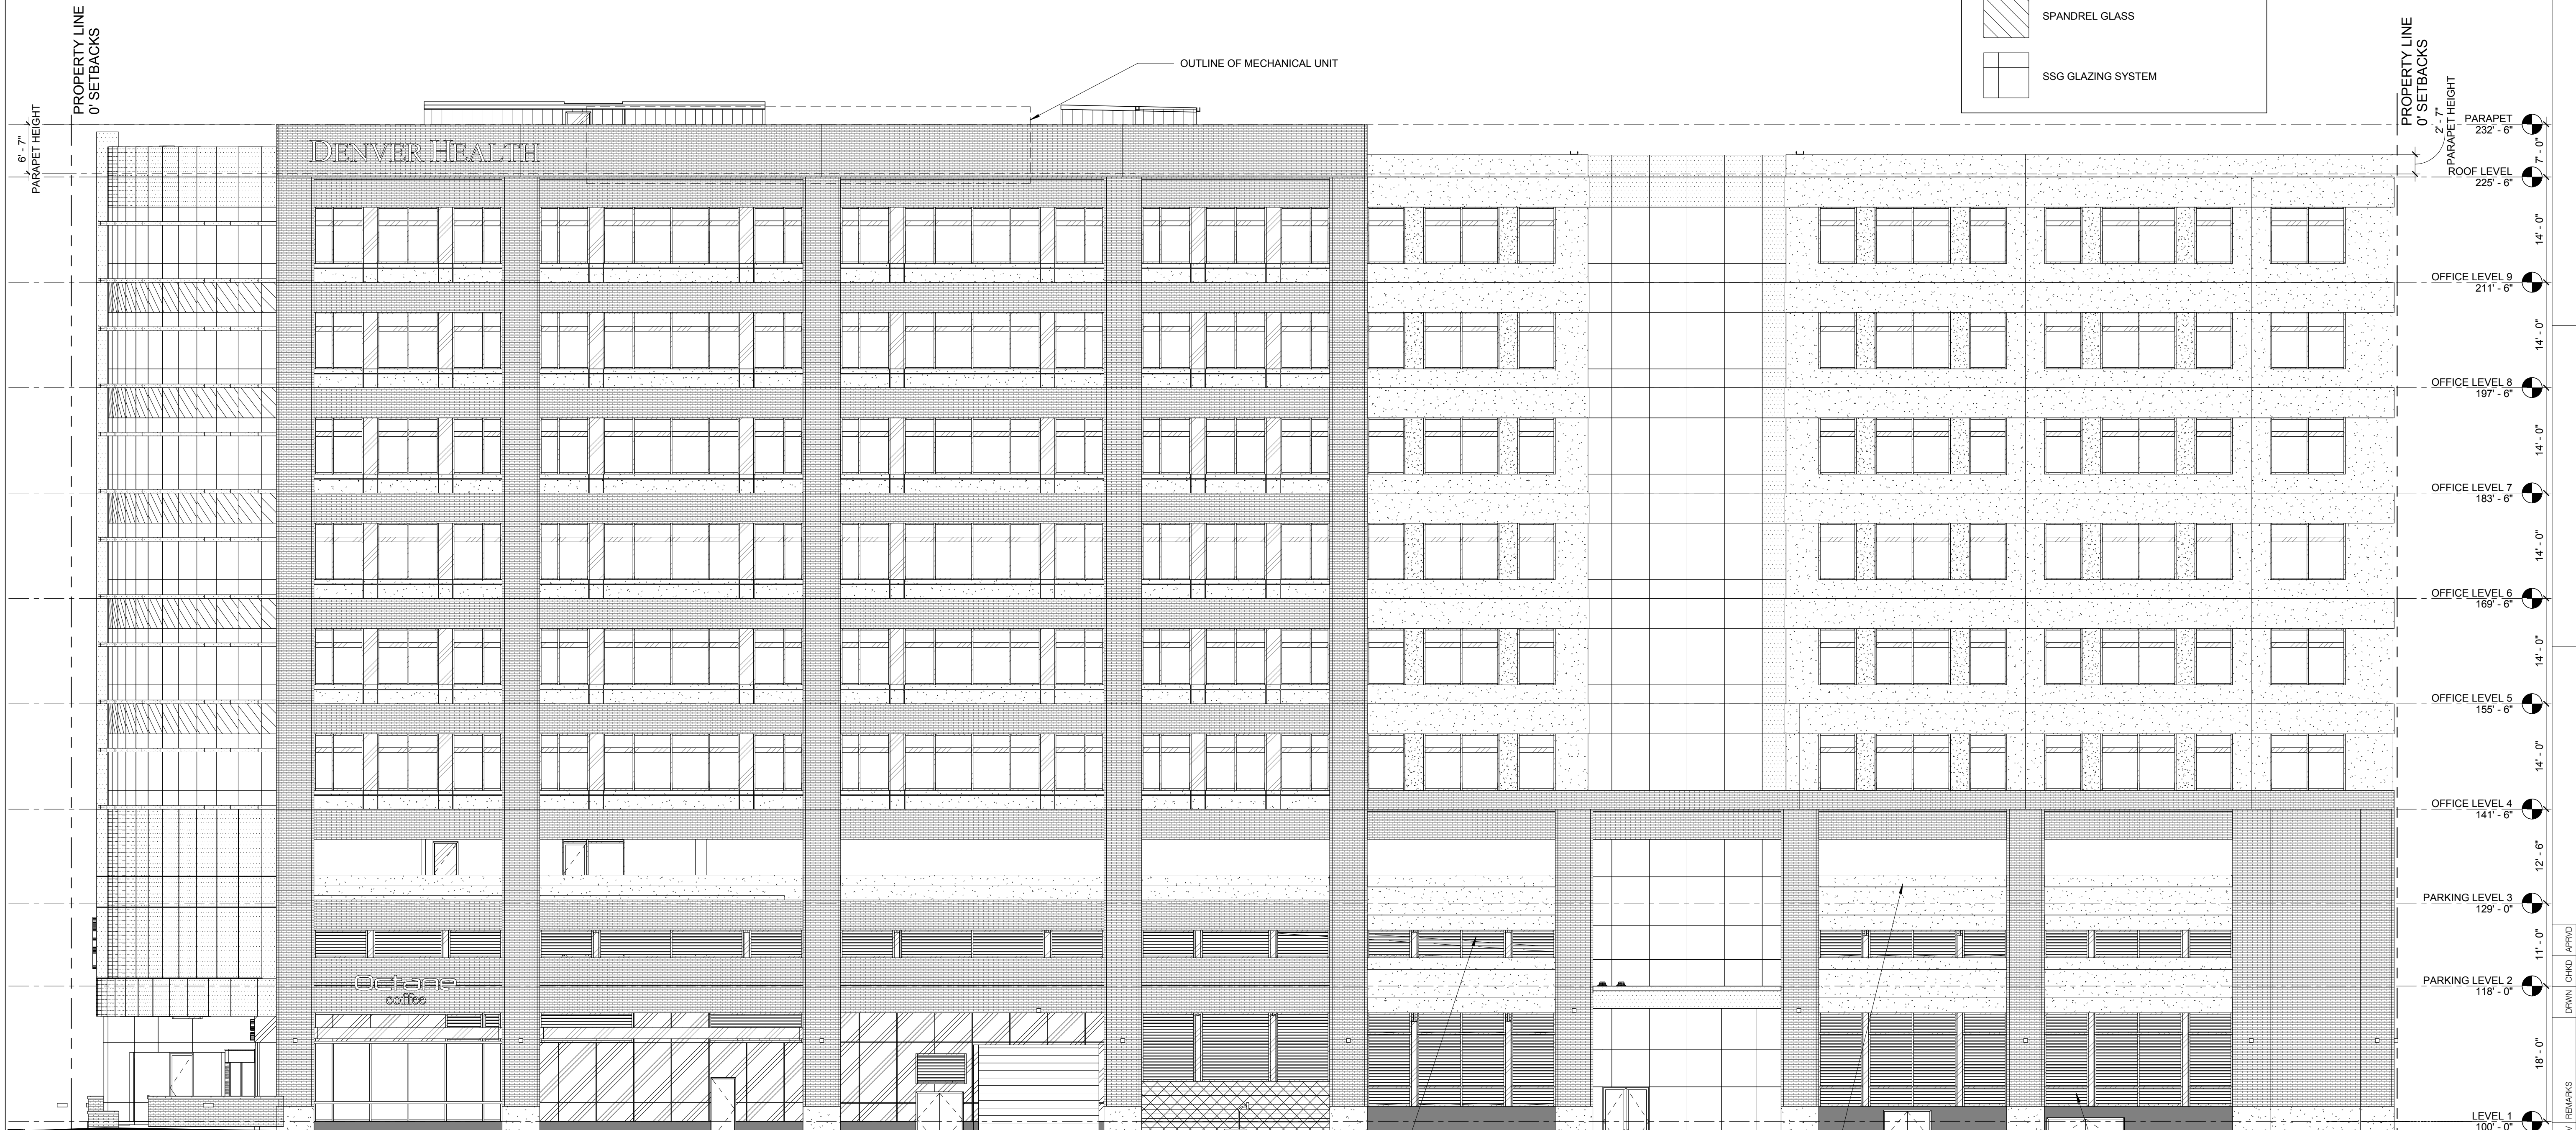 SPANDREL GLASS
SSG GLAZING SYSTEM
OUTLINE OF MECHANICAL UNIT
PROPERTY LINE
0' SETBACKS
6' - 7"
PARAPET HEIGHT
PROPERTY LINE
0' SETBACKS
2' - 7"
PARAPET HEIGHT
DENVER HEALTH
Octane
coffee
PARAPET
232' - 6"
7' - 0"
ROOF LEVEL
225' - 6"
14' - 0"
OFFICE LEVEL 9
211' - 6"
14' - 0"
OFFICE LEVEL 8
197' - 6"
14' - 0"
OFFICE LEVEL 7
183' - 6"
14' - 0"
OFFICE LEVEL 6
169' - 6"
14' - 0"
OFFICE LEVEL 5
155' - 6"
14' - 0"
OFFICE LEVEL 4
141' - 6"
12' - 6"
PARKING LEVEL 3
129' - 0"
11' - 0"
PARKING LEVEL 2
118' - 0"
18' - 0"
LEVEL 1
100' - 0"
REMARKS
DRWN
CHKD
APRVD